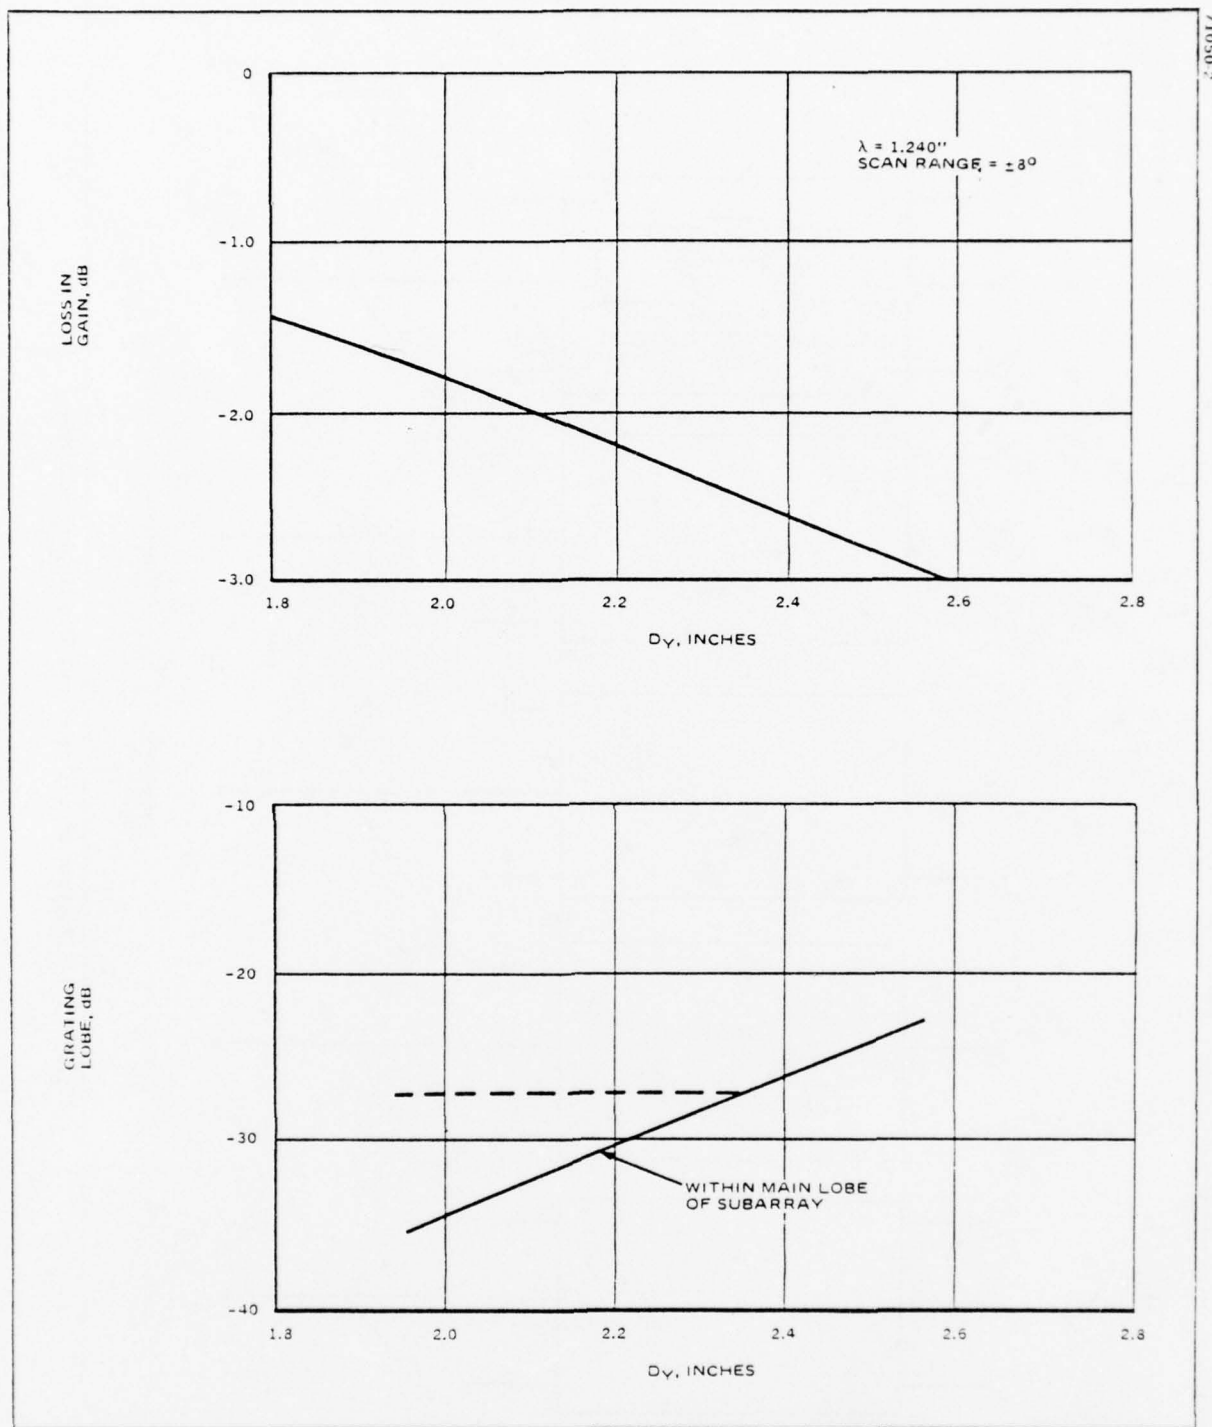 0
λ = 1.240"
SCAN RANGE = ±8°
-1.0
LOSS IN
GAIN, dB
-2.0
-3.0
1.8 2.0 2.2 2.4 2.6 2.8
DY, INCHES
-10
-20
GRATING
LOBE, dB
-30
WITHIN MAIN LOBE
OF SUBARRAY
-40
1.8 2.0 2.2 2.4 2.6 2.8
DY, INCHES